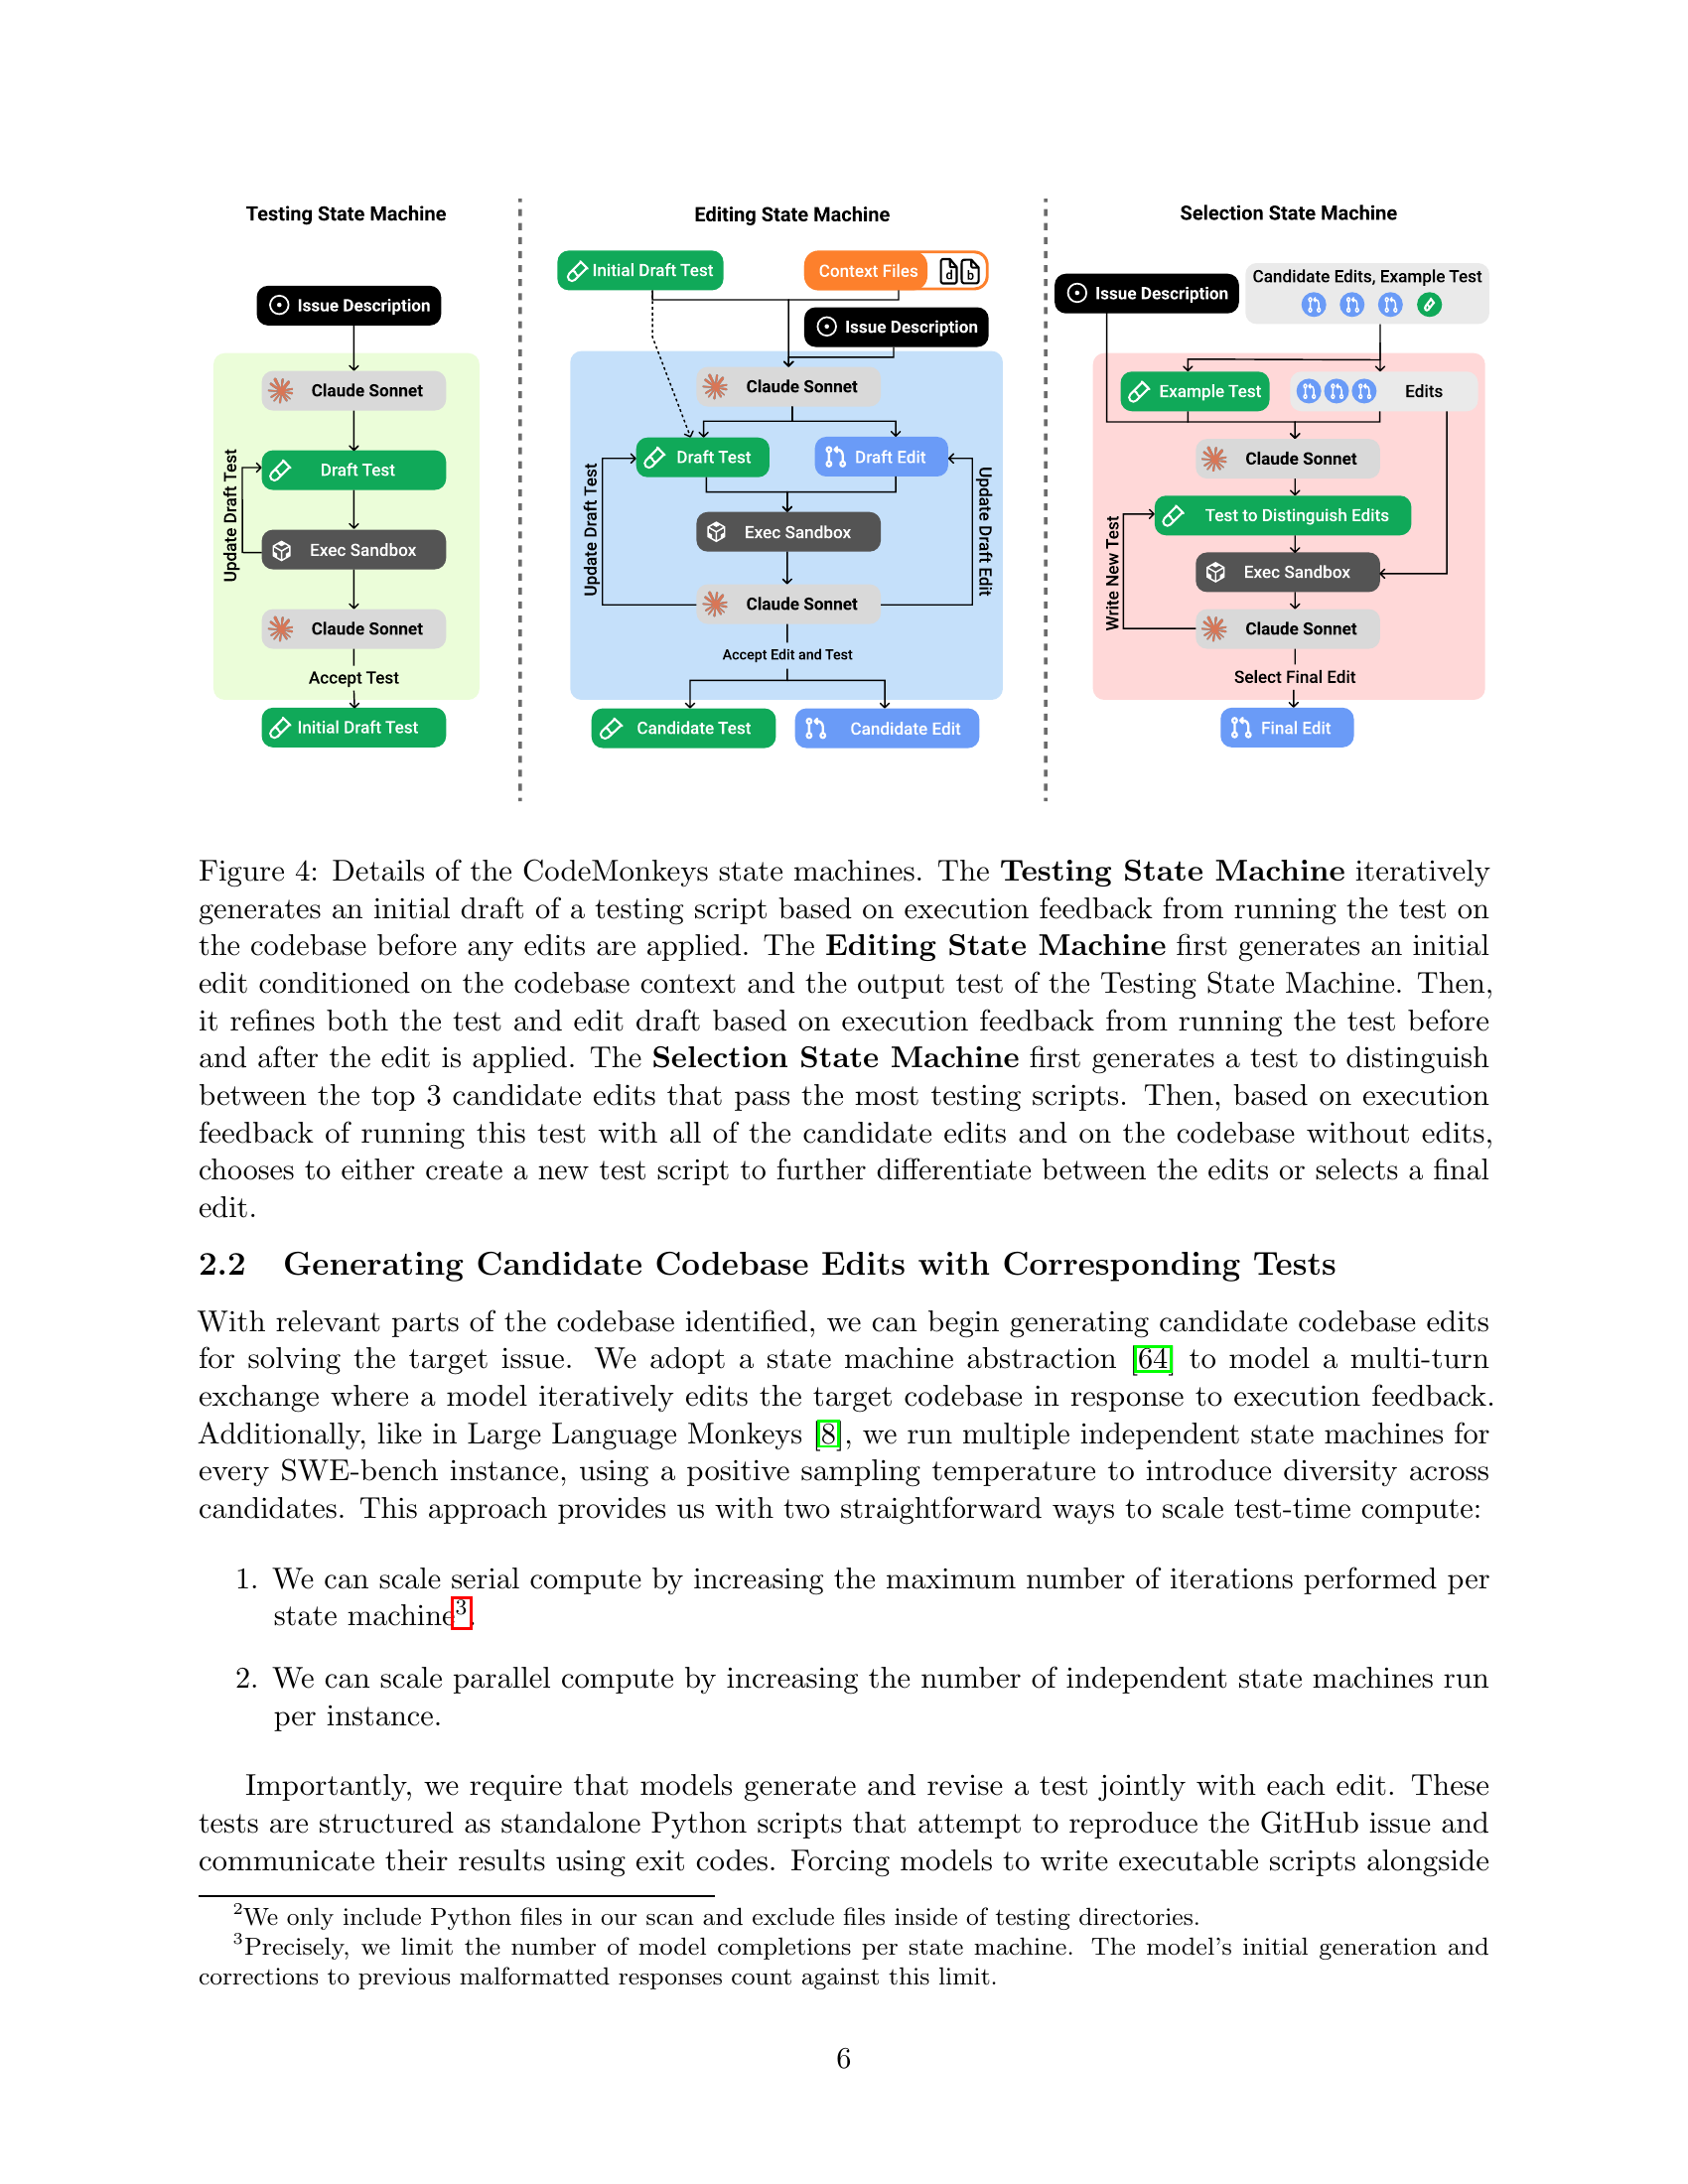 Testing State Machine
Issue Description
Claude Sonnet
Draft Test
Update Draft Test
Exec Sandbox
Claude Sonnet
Accept Test
Initial Draft Test
Editing State Machine
Initial Draft Test
Context Files
d b
Issue Description
Claude Sonnet
Draft Test
Draft Edit
Update Draft Test
Update Draft Edit
Exec Sandbox
Claude Sonnet
Accept Edit and Test
Candidate Test
Candidate Edit
Selection State Machine
Issue Description
Candidate Edits, Example Test
Example Test
Edits
Claude Sonnet
Test to Distinguish Edits
Write New Test
Exec Sandbox
Claude Sonnet
Select Final Edit
Final Edit
Figure 4: Details of the CodeMonkeys state machines. The Testing State Machine iteratively
generates an initial draft of a testing script based on execution feedback from running the test on
the codebase before any edits are applied. The Editing State Machine first generates an initial
edit conditioned on the codebase context and the output test of the Testing State Machine. Then,
it refines both the test and edit draft based on execution feedback from running the test before
and after the edit is applied. The Selection State Machine first generates a test to distinguish
between the top 3 candidate edits that pass the most testing scripts. Then, based on execution
feedback of running this test with all of the candidate edits and on the codebase without edits,
chooses to either create a new test script to further differentiate between the edits or selects a final
edit.
2.2 Generating Candidate Codebase Edits with Corresponding Tests
With relevant parts of the codebase identified, we can begin generating candidate codebase edits
for solving the target issue. We adopt a state machine abstraction [64] to model a multi-turn
exchange where a model iteratively edits the target codebase in response to execution feedback.
Additionally, like in Large Language Monkeys [8], we run multiple independent state machines for
every SWE-bench instance, using a positive sampling temperature to introduce diversity across
candidates. This approach provides us with two straightforward ways to scale test-time compute:
1. We can scale serial compute by increasing the maximum number of iterations performed per
state machine3.
2. We can scale parallel compute by increasing the number of independent state machines run
per instance.
Importantly, we require that models generate and revise a test jointly with each edit. These
tests are structured as standalone Python scripts that attempt to reproduce the GitHub issue and
communicate their results using exit codes. Forcing models to write executable scripts alongside
2We only include Python files in our scan and exclude files inside of testing directories.
3Precisely, we limit the number of model completions per state machine. The model's initial generation and
corrections to previous malformatted responses count against this limit.
6